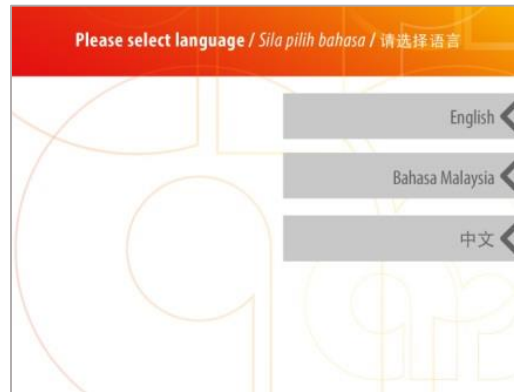 Please select language / Sila pilih bahasa / 请选择语言
English
Bahasa Malaysia
中文